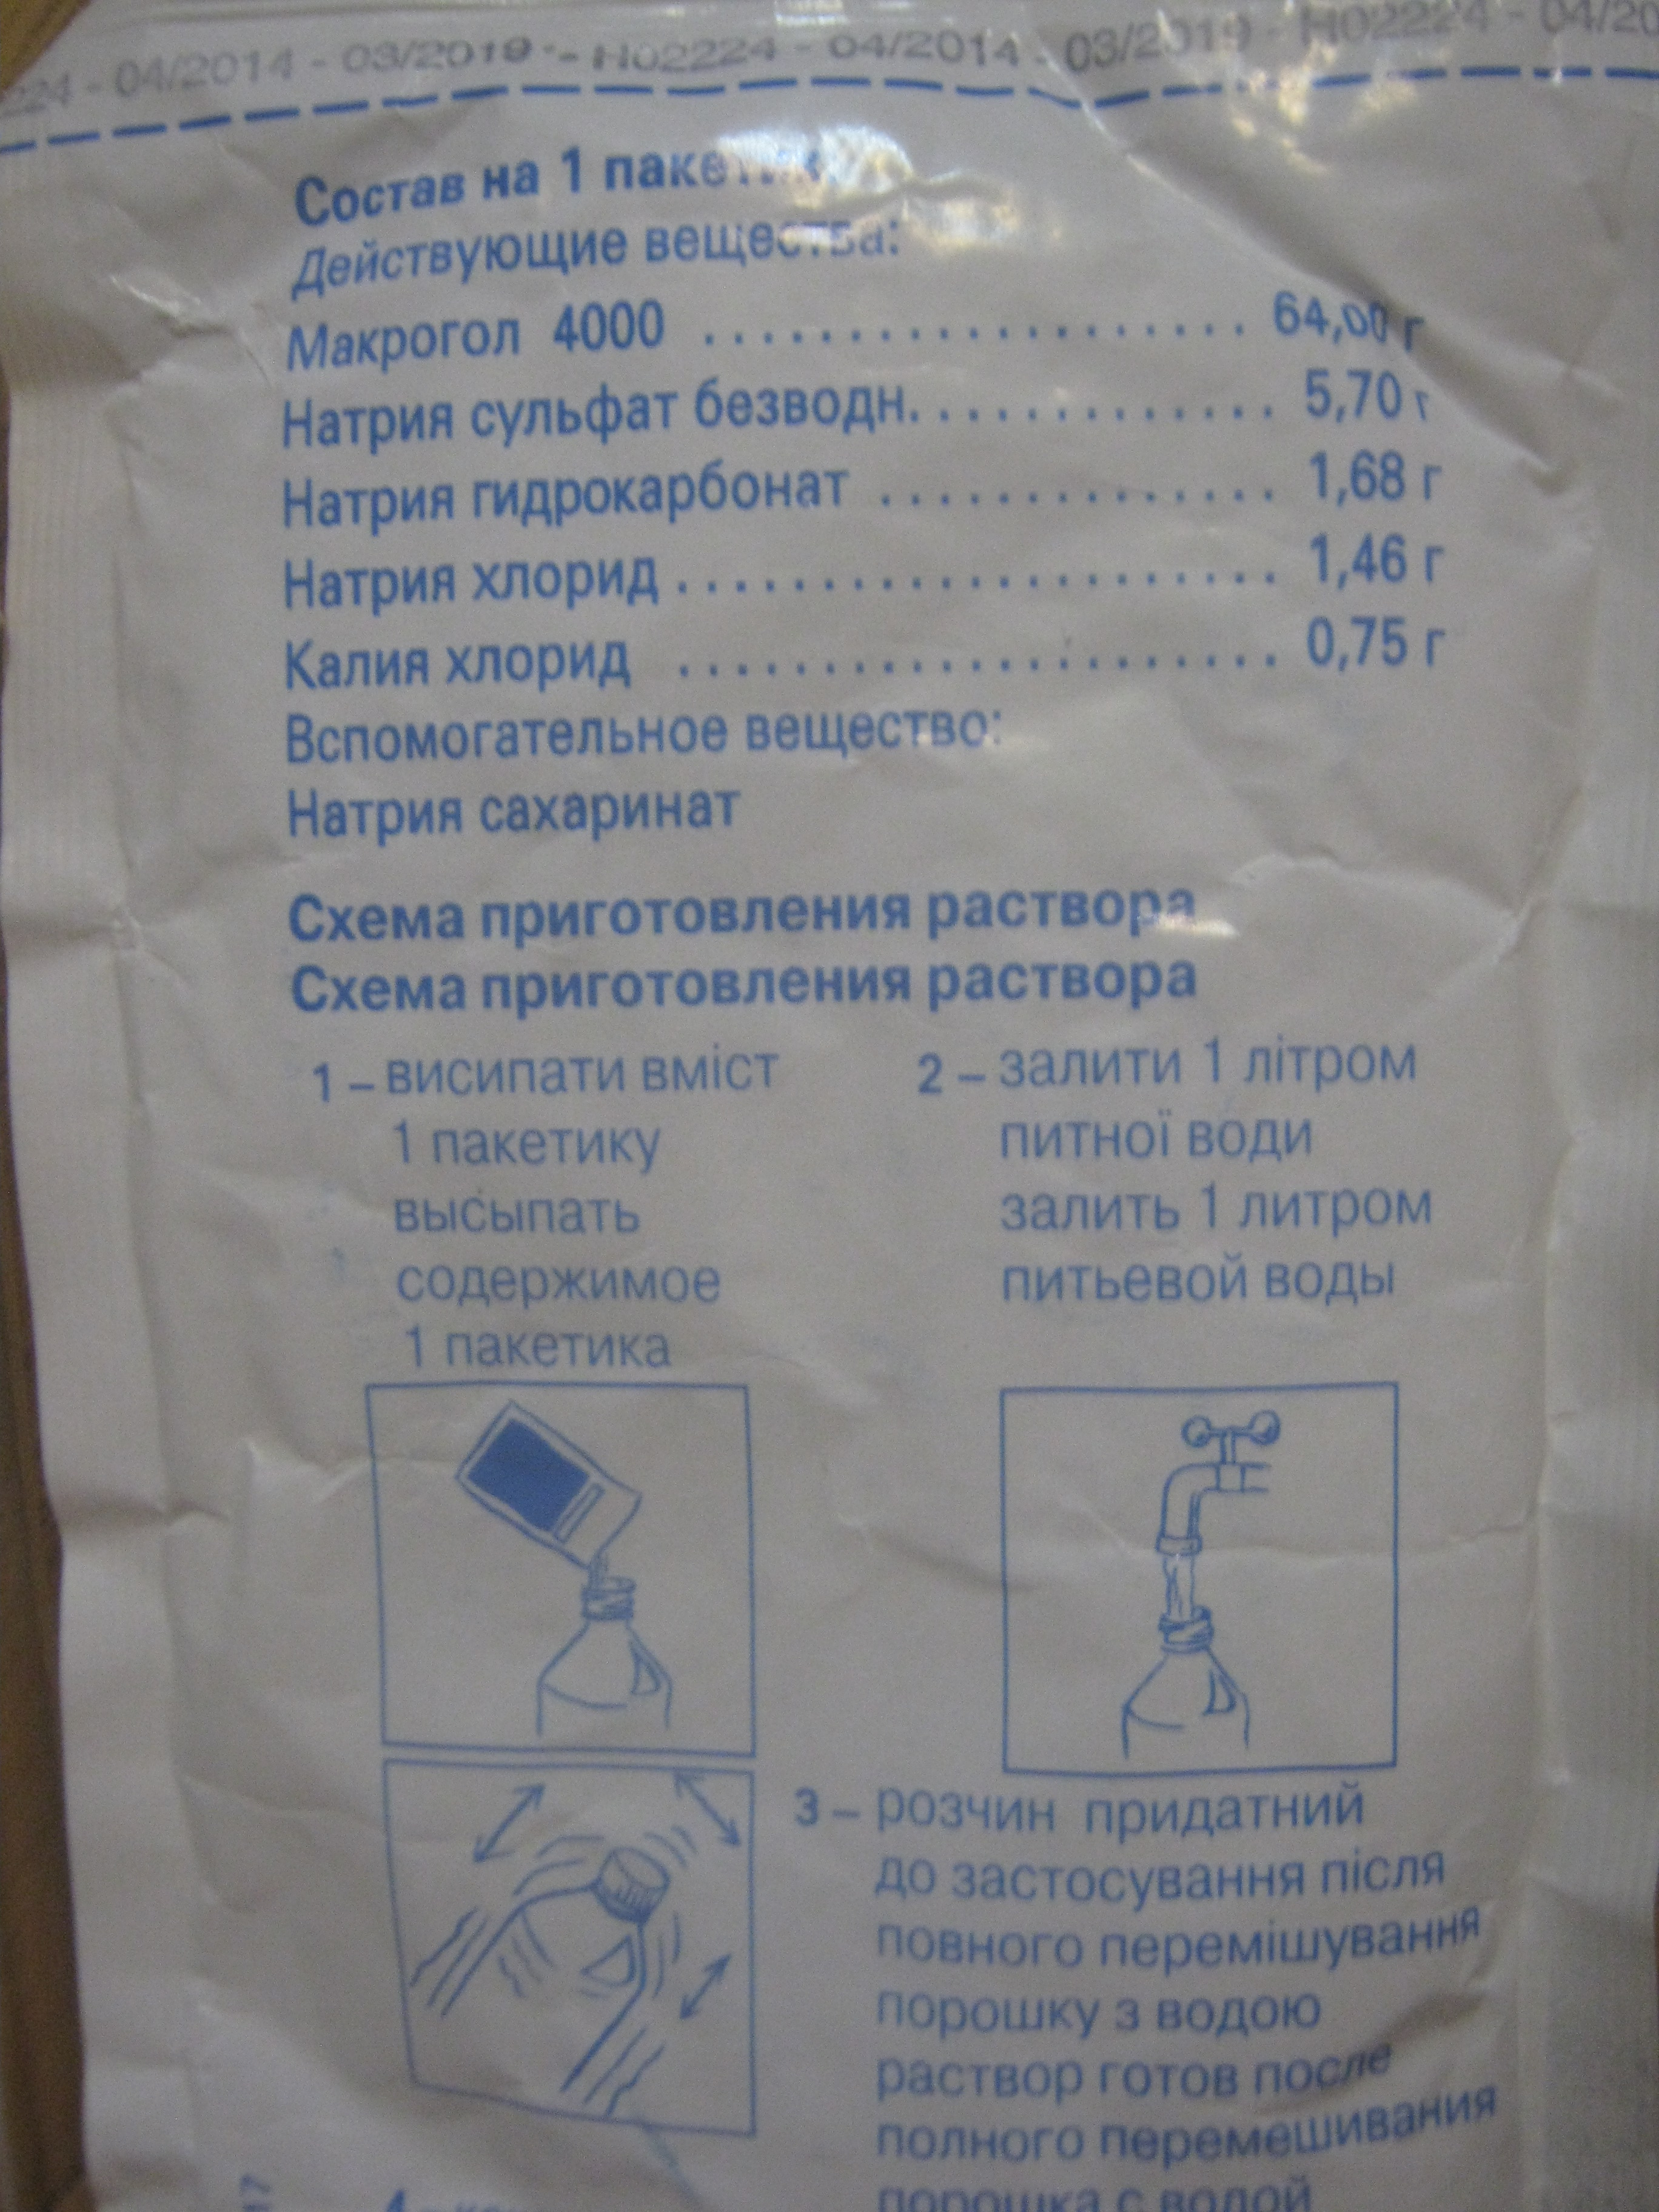 224 - 04/2014 - 03/2019 - H02224 - 04/2014 - 03/2019 - H02224 - 04/20
Состав на 1
Действующие вещества:
Макрогол 4000 .................... 64,00 г
Натрия сульфат безводн. ............. 5,70 г
Натрия гидрокарбонат ............... 1,68 г
Натрия хлорид ...................... 1,46 г
Калия хлорид ...................... 0,75 г
Вспомогательное вещество:
Натрия сахаринат
Схема приготовления раствора
Схема приготовления раствора
1 – висипати вміст
1 пакетику
высыпать
содержимое
1 пакетика
2 – залити 1 літром
питної води
залить 1 литром
питьевой воды
3 – розчин придатний
до застосування після
повного перемішування
порошку з водою
раствор готов после
полного перемешивания
порошка с водой